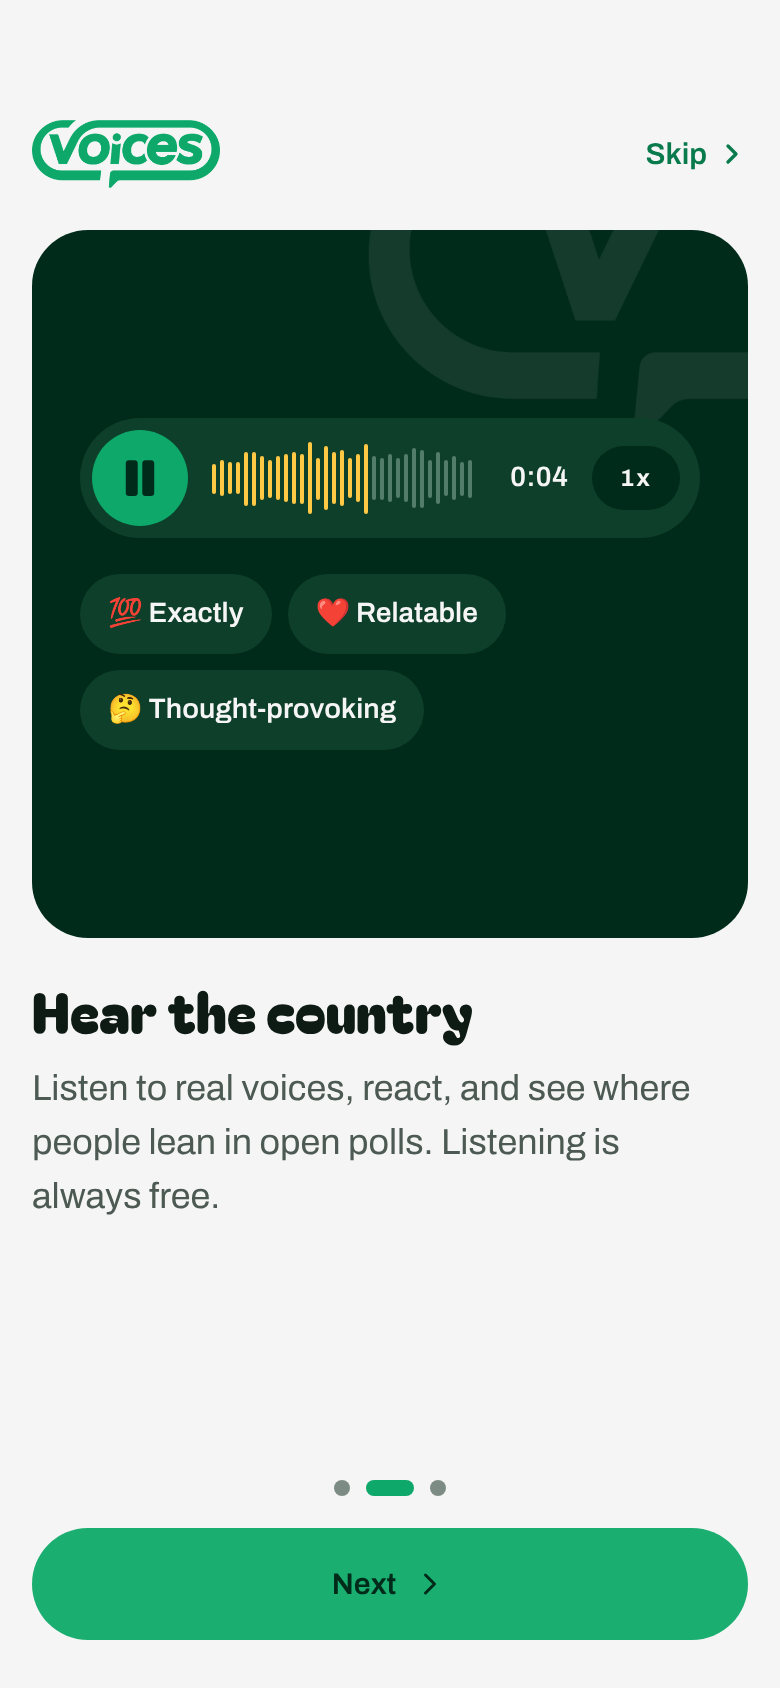 Voices
Skip
0:04
1x
💯 Exactly
❤️ Relatable
🤔 Thought-provoking
Hear the country
Listen to real voices, react, and see where
people lean in open polls. Listening is
always free.
Next